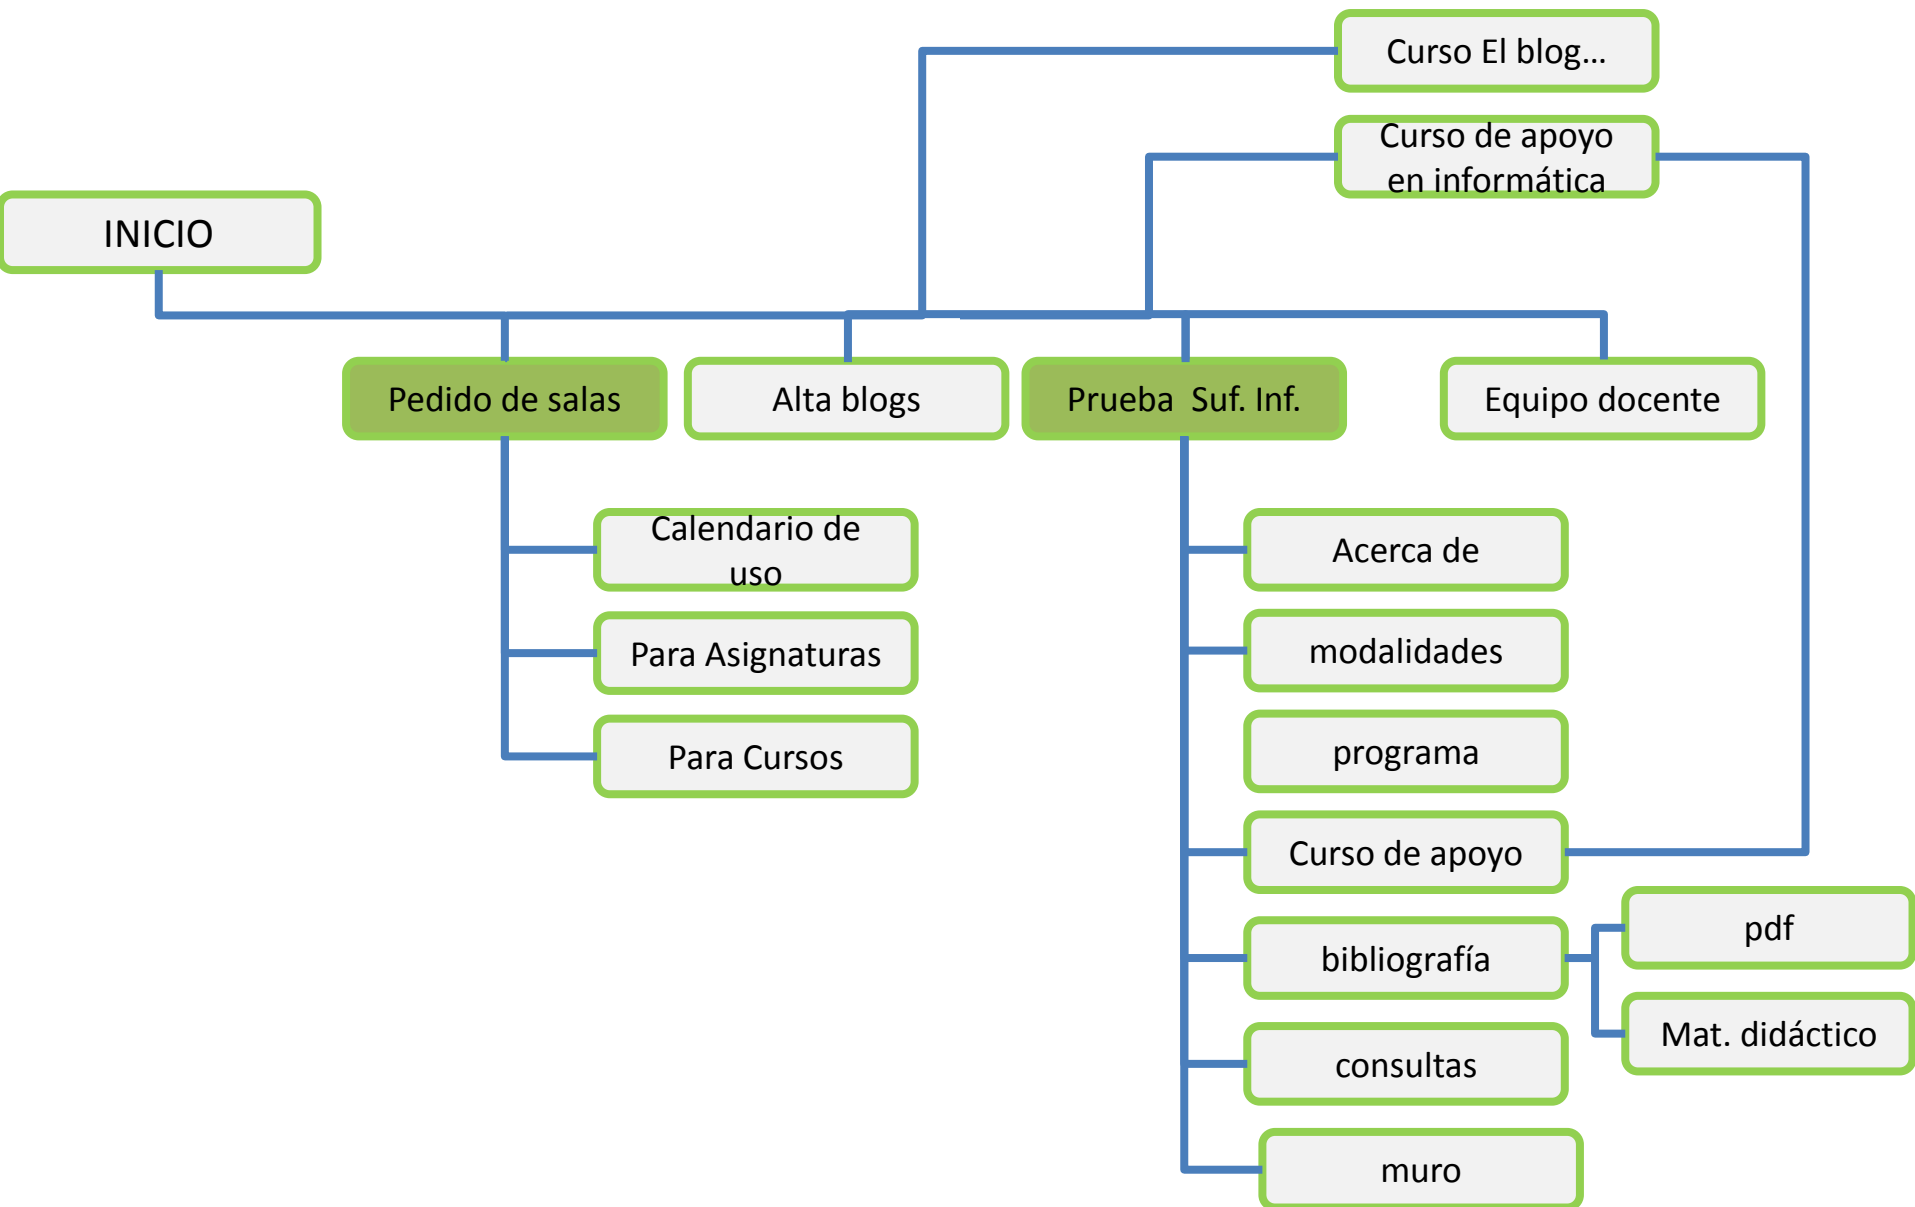 Curso El blog...
Curso de apoyo
en informática
INICIO
Pedido de salas
Alta blogs
Prueba Suf. Inf.
Equipo docente
Calendario de
uso
Para Asignaturas
Para Cursos
Acerca de
modalidades
programa
Curso de apoyo
bibliografía
pdf
Mat. didáctico
consultas
muro